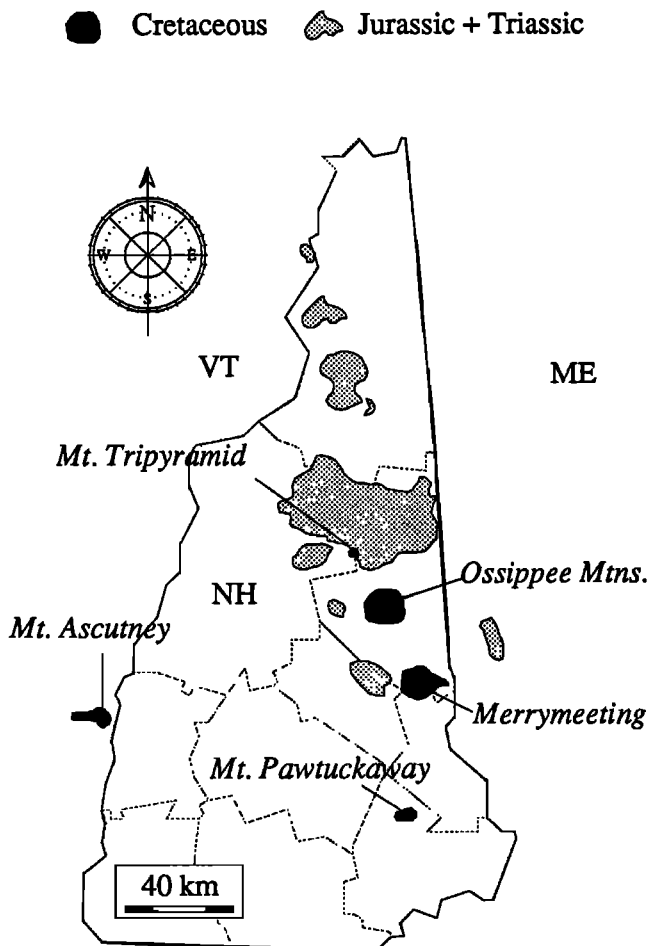 Cretaceous
Jurassic + Triassic
N
W
E
S
VT
ME
Mt. Tripyramid
Ossippee Mtns.
NH
Mt. Ascutney
Merrymeeting
Mt. Pawtuckaway
40 km